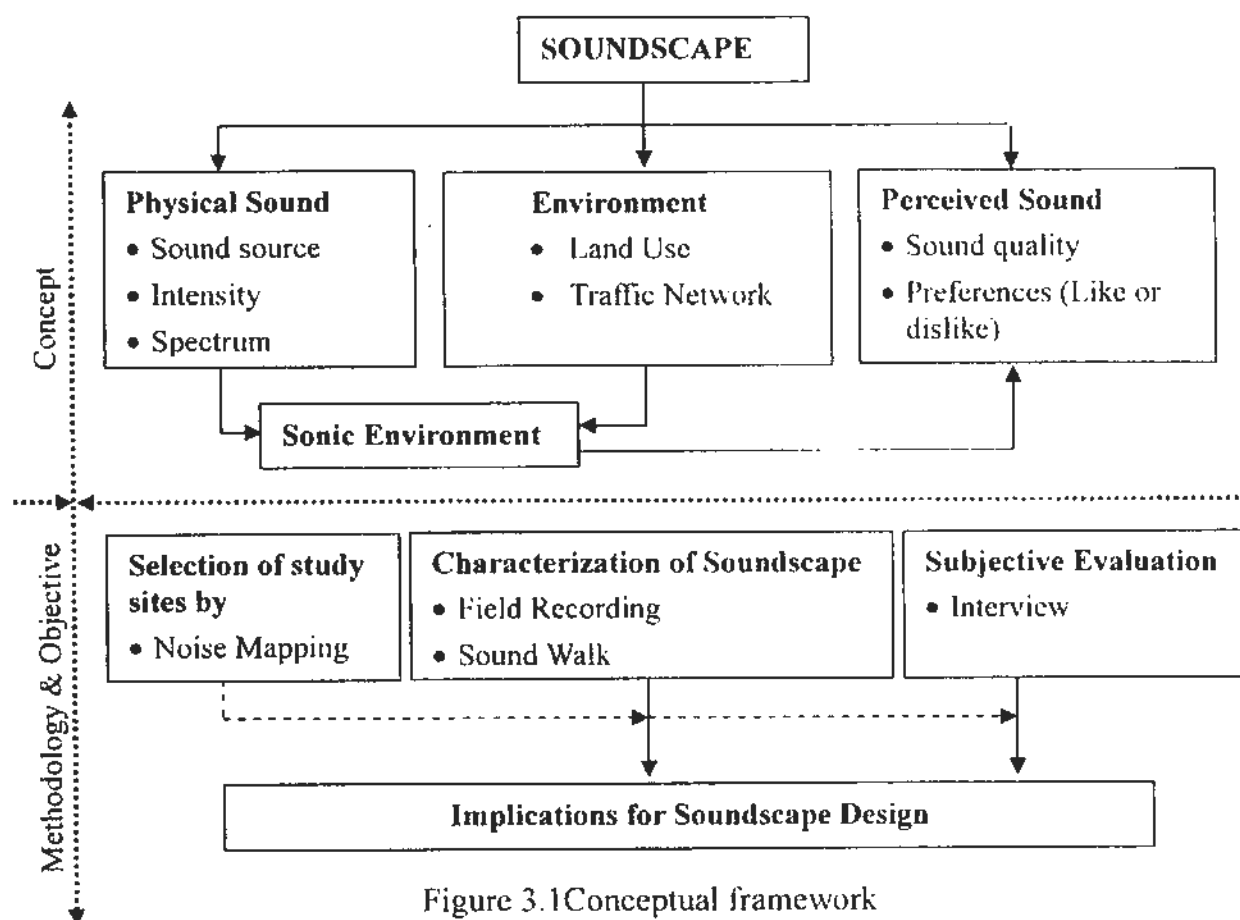 SOUNDSCAPE
Concept
Physical Sound
• Sound source
• Intensity
• Spectrum
Environment
• Land Use
• Traffic Network
Perceived Sound
• Sound quality
• Preferences (Like or
dislike)
Sonic Environment
Methodology & Objective
Selection of study
sites by
• Noise Mapping
Characterization of Soundscape
• Field Recording
• Sound Walk
Subjective Evaluation
• Interview
Implications for Soundscape Design
Figure 3.1Conceptual framework